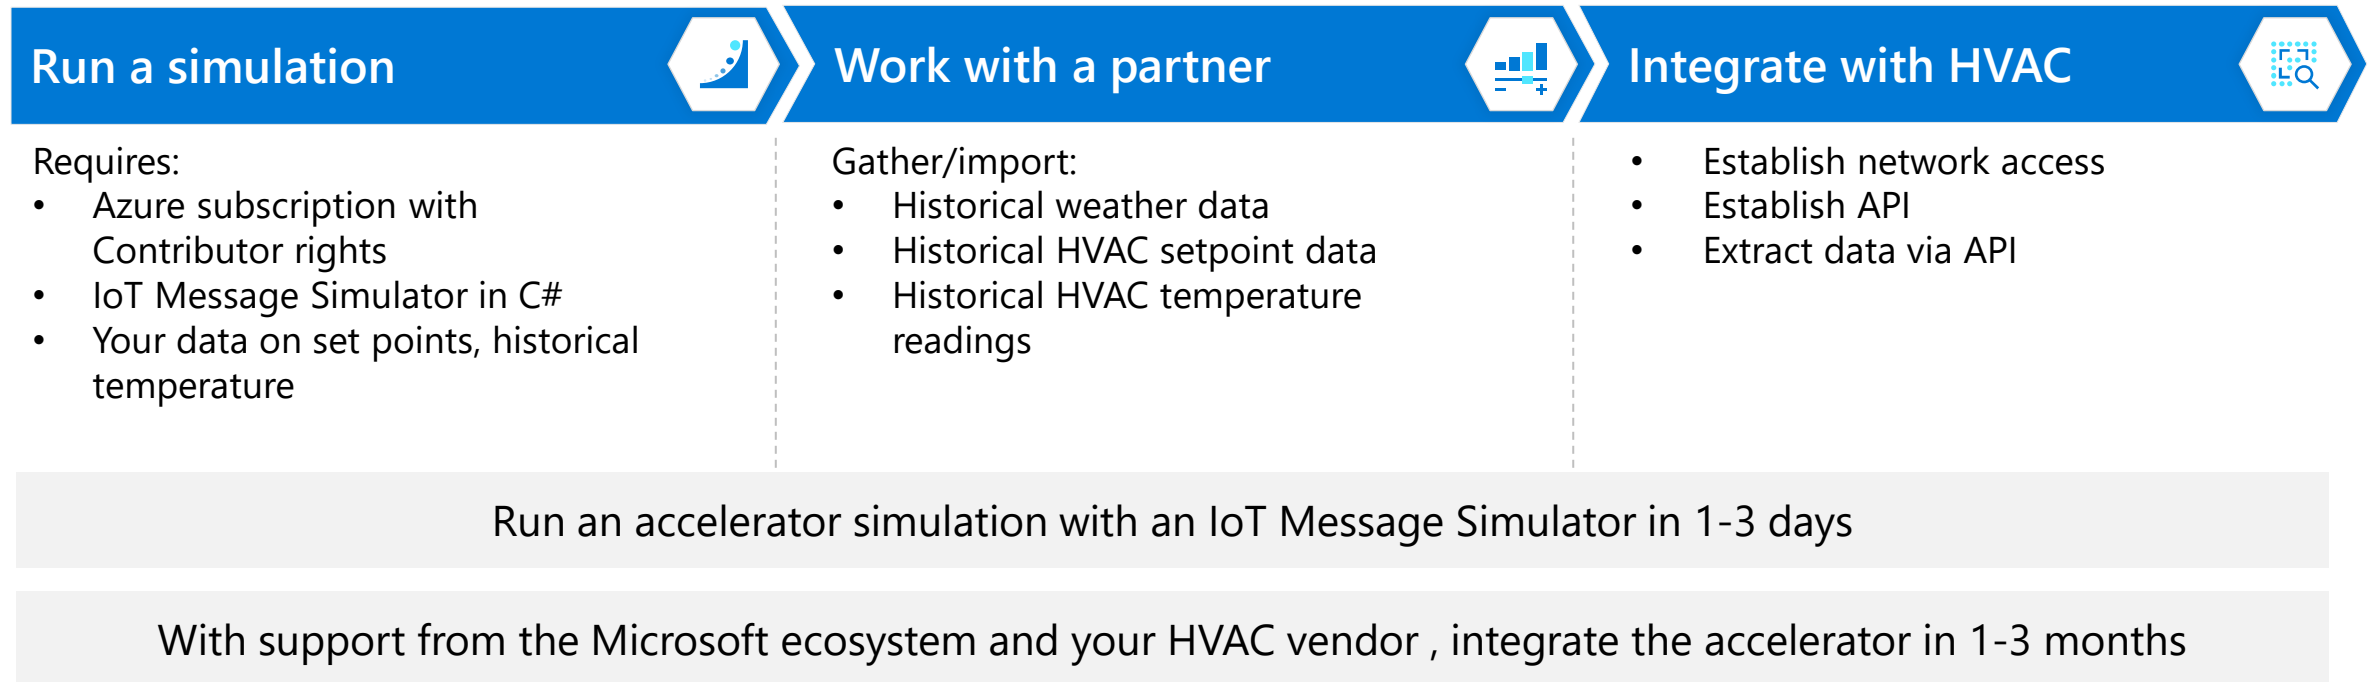 Run a simulation
Requires:
• Azure subscription with
Contributor rights
• IoT Message Simulator in C#
• Your data on set points, historical
temperature
Work with a partner
Gather/import:
• Historical weather data
• Historical HVAC setpoint data
• Historical HVAC temperature
readings
Integrate with HVAC
• Establish network access
• Establish API
• Extract data via API
Run an accelerator simulation with an IoT Message Simulator in 1-3 days
With support from the Microsoft ecosystem and your HVAC vendor , integrate the accelerator in 1-3 months